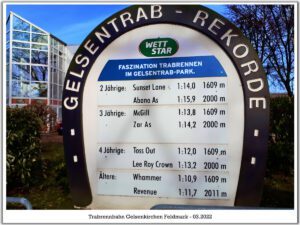 GELSENTRAB - REKORDE
WETT
STAR
FASZINATION TRABRENNEN
IM GELSENTRAB-PARK.
2 Jährige: Sunset Lane 1:14,0 1609 m
Abano As 1:15,9 2000 m
3 Jährige: McGill 1:13,8 1609 m
Zar As 1:14,2 2000 m
4 Jährige: Toss Out 1:12,0 1609 m
Lee Roy Crown 1:13,2 2000 m
Ältere: Whammer 1:10,9 1609 m
Revenue 1:11,7 2011 m
Trabrennbahn Gelsenkirchen Feldmark - 03.2022